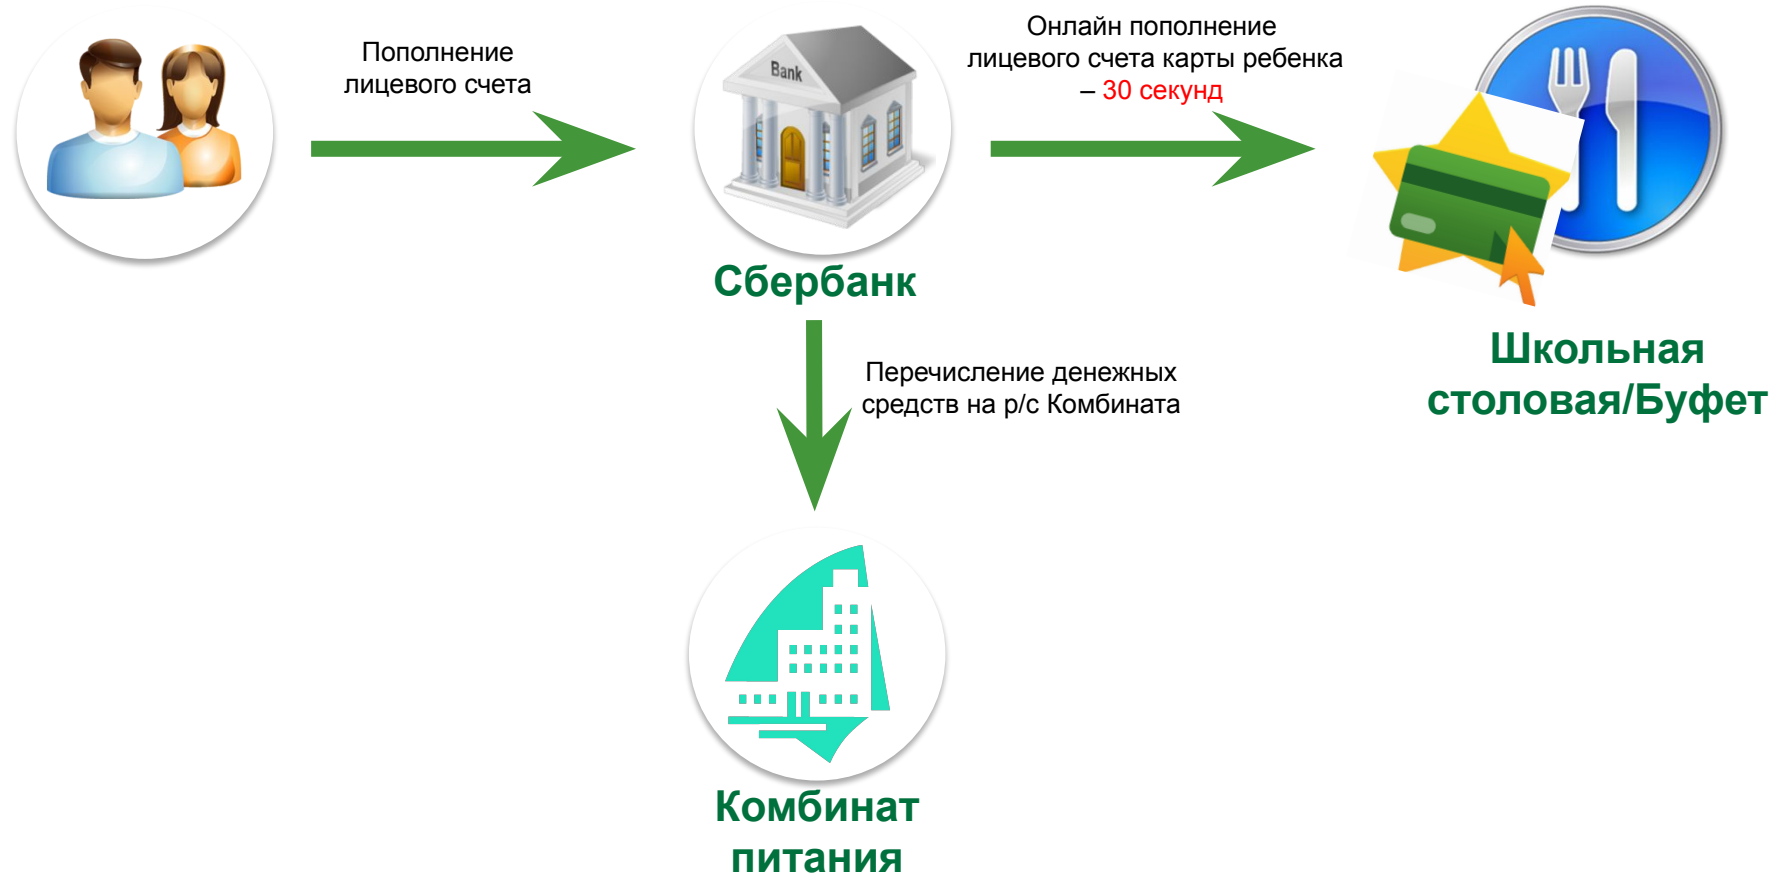 Пополнение
лицевого счета
Bank
Онлайн пополнение
лицевого счета карты ребенка
– 30 секунд
Сбербанк
Школьная
столовая/Буфет
Перечисление денежных
средств на р/с Комбината
Комбинат
питания